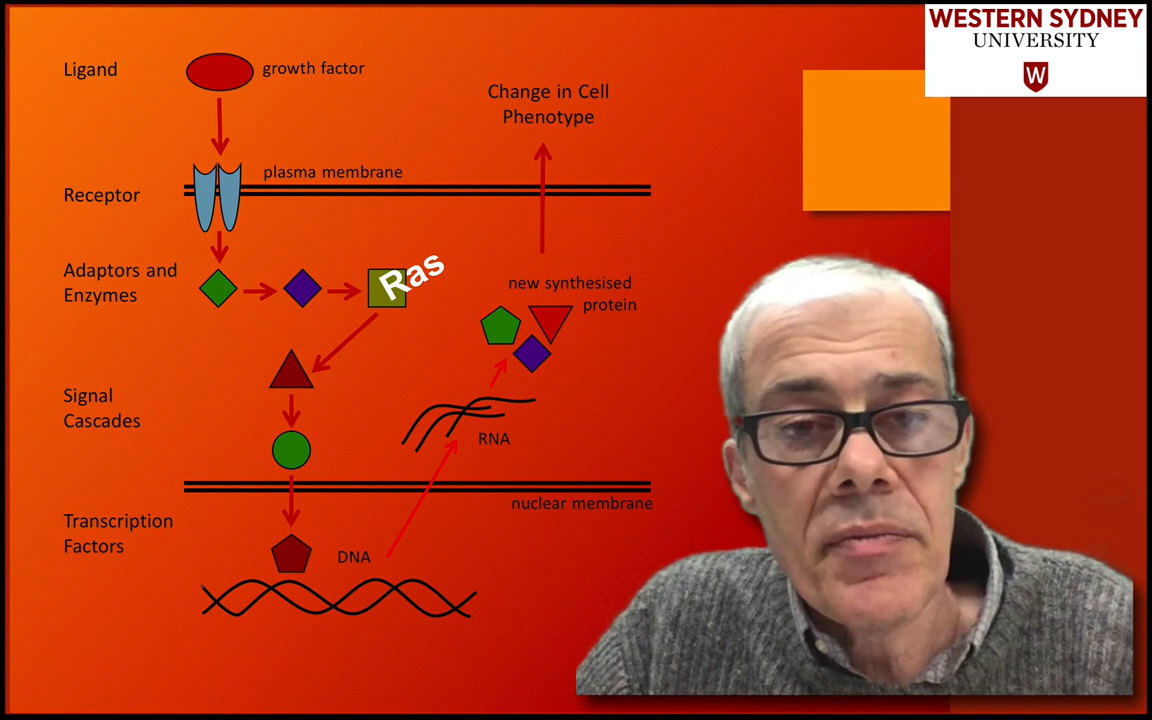 WESTERN SYDNEY
UNIVERSITY
W
Ligand
growth factor
Change in Cell
Phenotype
plasma membrane
Receptor
Adaptors and
Enzymes
Ras
new synthesised
protein
Signal
Cascades
RNA
nuclear membrane
Transcription
Factors
DNA